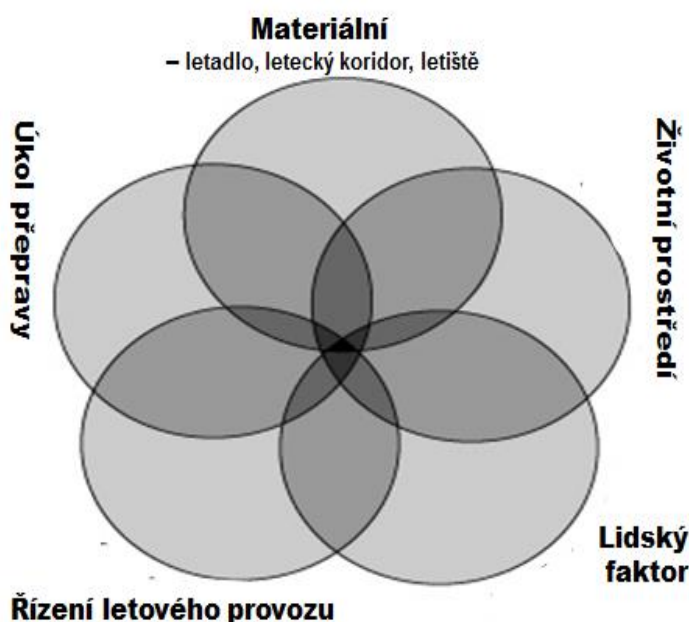 Materiální
– letadlo, letecký koridor, letiště
Úkol přepravy
Životní prostředí
Lidský
faktor
Řízení letového provozu